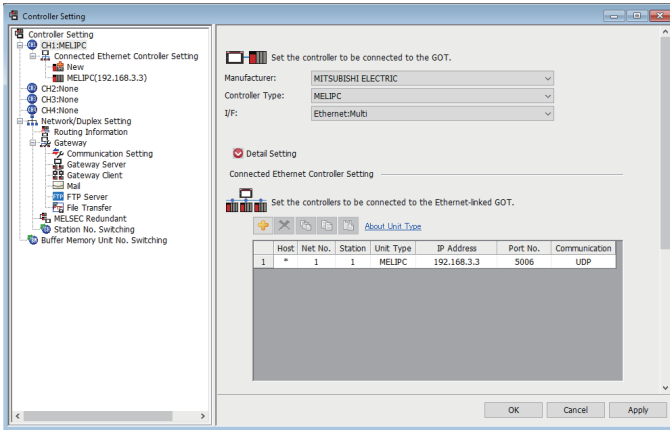 Controller Setting
Controller Setting
CH1:MELIPC
Connected Ethernet Controller Setting
New
MELIPC(192.168.3.3)
CH2:None
CH3:None
CH4:None
Network/Duplex Setting
Routing Information
Gateway
Communication Setting
Gateway Server
Gateway Client
Mail
FTP Server
File Transfer
MELSEC Redundant
Station No. Switching
Buffer Memory Unit No. Switching
Set the controller to be connected to the GOT.
Manufacturer: MITSUBISHI ELECTRIC
Controller Type: MELIPC
I/F: Ethernet:Multi
Detail Setting
Connected Ethernet Controller Setting
Set the controllers to be connected to the Ethernet-linked GOT.
About Unit Type
Host Net No. Station Unit Type IP Address Port No. Communication
1 * 1 1 MELIPC 192.168.3.3 5006 UDP
OK Cancel Apply